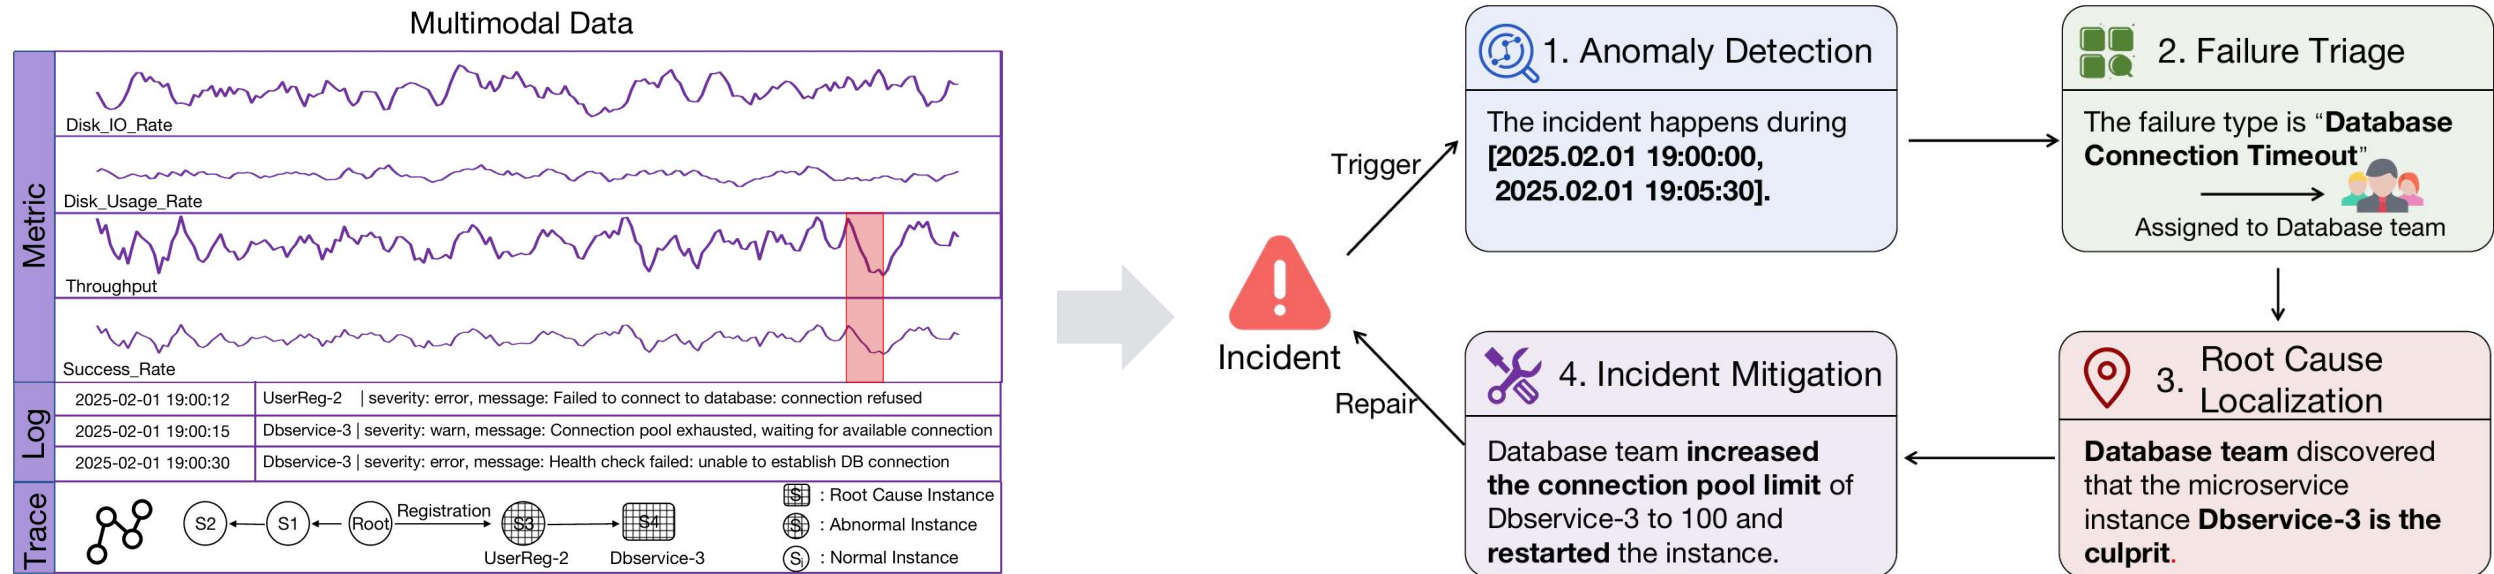 Multimodal Data
Metric
Disk_IO_Rate
Disk_Usage_Rate
Throughput
Success_Rate
Log
2025-02-01 19:00:12 UserReg-2 | severity: error, message: Failed to connect to database: connection refused
2025-02-01 19:00:15 Dbservice-3 | severity: warn, message: Connection pool exhausted, waiting for available connection
2025-02-01 19:00:30 Dbservice-3 | severity: error, message: Health check failed: unable to establish DB connection
Trace
S2
S1
Root
Registration
S3
UserReg-2
S4
Dbservice-3
S : Root Cause Instance
S : Abnormal Instance
Si : Normal Instance
Incident
Trigger
Repair
1. Anomaly Detection
The incident happens during
[2025.02.01 19:00:00,
2025.02.01 19:05:30].
2. Failure Triage
The failure type is “Database
Connection Timeout”
Assigned to Database team
3. Root Cause
Localization
Database team discovered
that the microservice
instance Dbservice-3 is the
culprit.
4. Incident Mitigation
Database team increased
the connection pool limit of
Dbservice-3 to 100 and
restarted the instance.